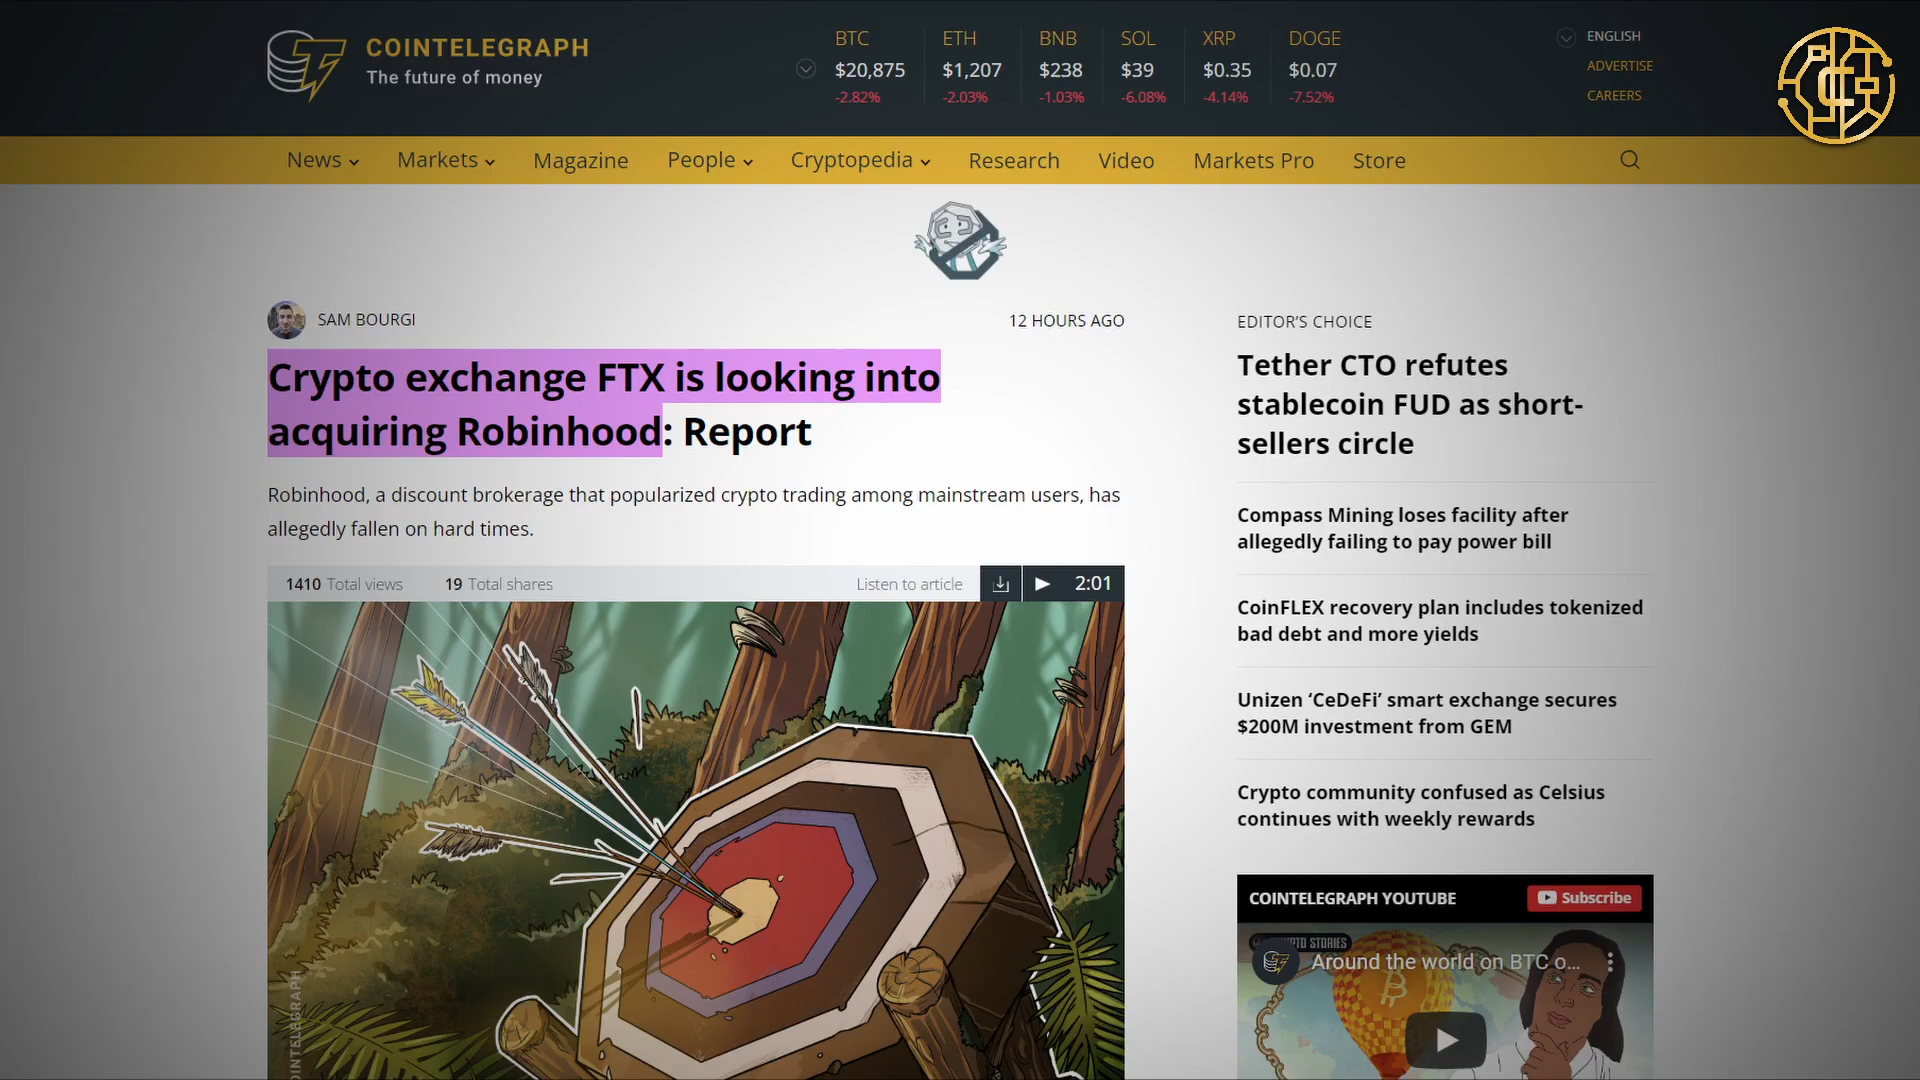 COINTELEGRAPH
The future of money
BTC
$20,875
-2.82%
ETH
$1,207
-2.03%
BNB
$238
-1.03%
SOL
$39
-6.08%
XRP
$0.35
-4.14%
DOGE
$0.07
-7.52%
ENGLISH
ADVERTISE
CAREERS
News Markets Magazine People Cryptopedia Research Video Markets Pro Store
SAM BOURGI
12 HOURS AGO
Crypto exchange FTX is looking into
acquiring Robinhood: Report
Robinhood, a discount brokerage that popularized crypto trading among mainstream users, has
allegedly fallen on hard times.
1410 Total views 19 Total shares Listen to article 2:01
EDITOR'S CHOICE
Tether CTO refutes
stablecoin FUD as short-
sellers circle
Compass Mining loses facility after
allegedly failing to pay power bill
CoinFLEX recovery plan includes tokenized
bad debt and more yields
Unizen ‘CeDeFi’ smart exchange secures
$200M investment from GEM
Crypto community confused as Celsius
continues with weekly rewards
COINTELEGRAPH YOUTUBE
Subscribe
STORIES
Around the world on BTC o...